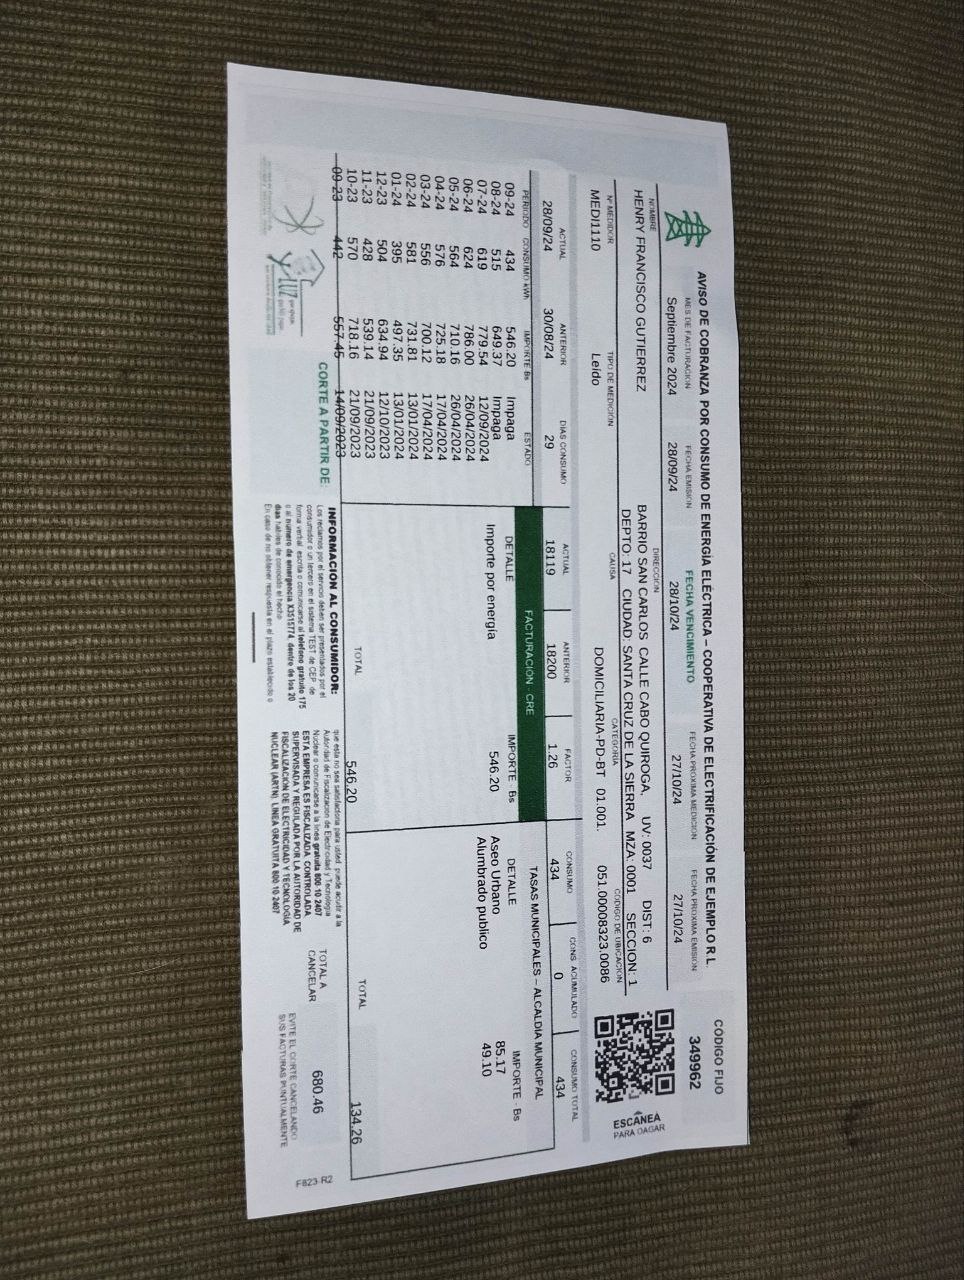 AVISO DE COBRANZA POR CONSUMO DE ENERGÍA ELECTRICA – COOPERATIVA DE ELECTRIFICACIÓN DE EJEMPLO R L.
CODIGO FIJO
349962
MES DE FACTURACION FECHA EMISION FECHA VENCIMIENTO FECHA PROXIMA MEDICION FECHA PROXIMA EMISION
Septiembre 2024 28/09/24 28/10/24 27/10/24 27/10/24
NOMBRE DIRECCION
HENRY FRANCISCO GUTIERREZ BARRIO SAN CARLOS CALLE CABO QUIROGA, UV: 0037 DIST: 6
DEPTO: 17 CIUDAD: SANTA CRUZ DE LA SIERRA MZA: 0001 SECCION: 1
Nº MEDIDOR TIPO DE MEDICIÓN CAUSA CATEGORIA CODIGO DE UBICACION
MEDI1110 Leído DOMICILIARIA-PD-BT 01.001. 051.00008323.0086
ESCANEA
PARA OAGAR
ACTUAL ANTERIOR DIAS CONSUMO ACTUAL ANTERIOR FACTOR CONSUMO CONS ACUMULADO CONSUMO TOTAL
28/09/24 30/08/24 29 18119 18200 1.26 434 0 434
PERIODO CONSUMO kWh IMPORTE Bs ESTADO
09-24 434 546.20 Impaga
08-24 515 649.37 Impaga
07-24 619 779.54 12/09/2024
06-24 624 786.00 26/04/2024
05-24 564 710.16 26/04/2024
04-24 576 725.18 17/04/2024
03-24 556 700.12 17/04/2024
02-24 581 731.81 13/01/2024
01-24 395 497.35 13/01/2024
12-23 504 634.94 12/10/2023
11-23 428 539.14 21/09/2023
10-23 570 718.16 21/09/2023
09-23 442 557.45 14/09/2023
FACTURACION - CRE
DETALLE IMPORTE - Bs
Importe por energía 546.20
TOTAL 546.20
TASAS MUNICIPALES – ALCALDIA MUNICIPAL
DETALLE IMPORTE - Bs
Aseo Urbano 85.17
Alumbrado publico 49.10
TOTAL 134.26
CORTE A PARTIR DE:
INFORMACION AL CONSUMIDOR:
Los reclamos por el servicio deben ser presentados por el
consumidor o un tercero en el sistema TEST de CEP, de
forma verbal, escrita o comunicarse al teléfono gratuito 175
o al número de emergencia X3515774, dentro de los 20
días hábiles de conocido el hecho
En caso de no obtener respuesta en el plazo establecido o
que esta no sea satisfactoria para usted puede acudir a la
Autoridad de Fiscalización de Electricidad y Tecnología
Nuclear o comunicarse a la línea gratuita 800 10 2407
ESTA EMPRESA ES FISCALIZADA, CONTROLADA,
SUPERVISADA Y REGULADA POR LA AUTORIDAD DE
FISCALIZACION DE ELECTRICIDAD Y TECNOLOGIA
NUCLEAR (ARTN). LINEA GRATUITA 800 10 2407
TOTAL A
CANCELAR
680.46
EVITE EL CORTE CANCELANDO
SUS FACTURAS PUNTUALMENTE
F823 R2